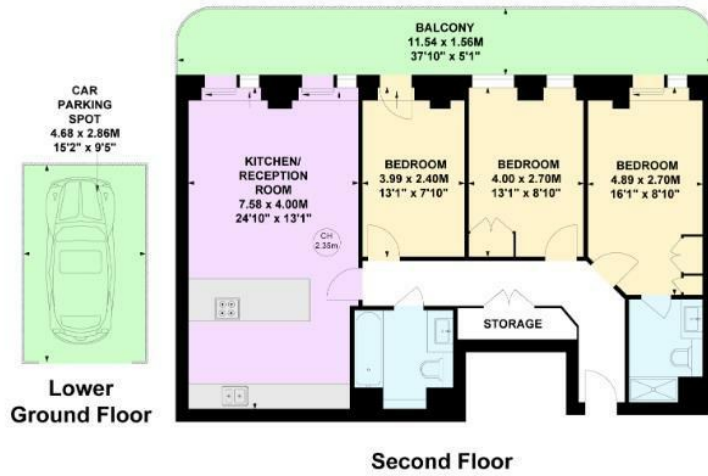 BALCONY
11.54 x 1.56M
37'10" x 5'1"
CAR
PARKING
SPOT
4.68 x 2.86M
15'2" x 9'5"
KITCHEN/
RECEPTION
ROOM
7.58 x 4.00M
24'10" x 13'1"
CH
2.35m
BEDROOM
3.99 x 2.40M
13'1" x 7'10"
BEDROOM
4.00 x 2.70M
13'1" x 8'10"
BEDROOM
4.89 x 2.70M
16'1" x 8'10"
STORAGE
Lower
Ground Floor
Second Floor